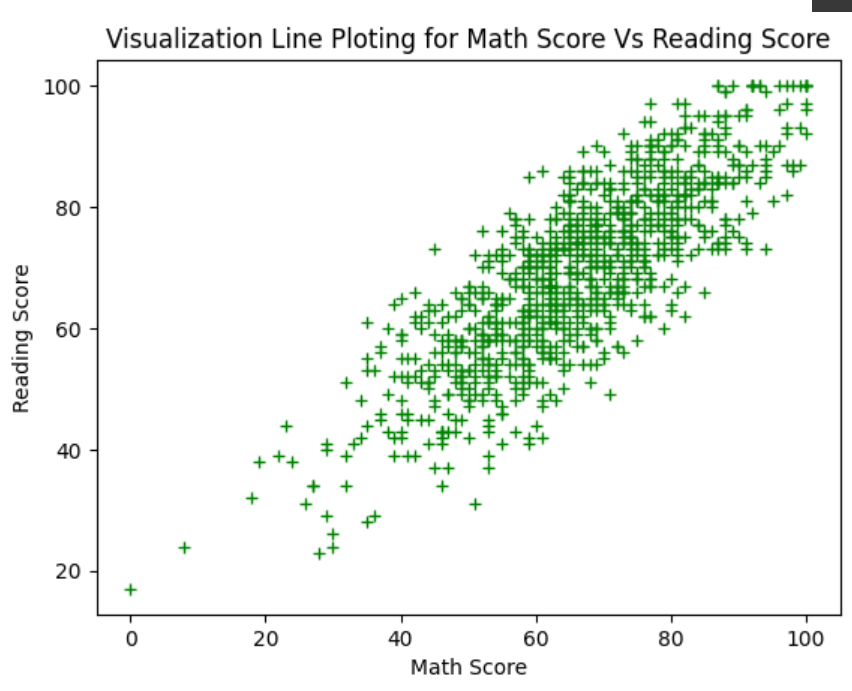 Visualization Line Ploting for Math Score Vs Reading Score
100
80
60
40
20
Reading Score
0 20 40 60 80 100
Math Score